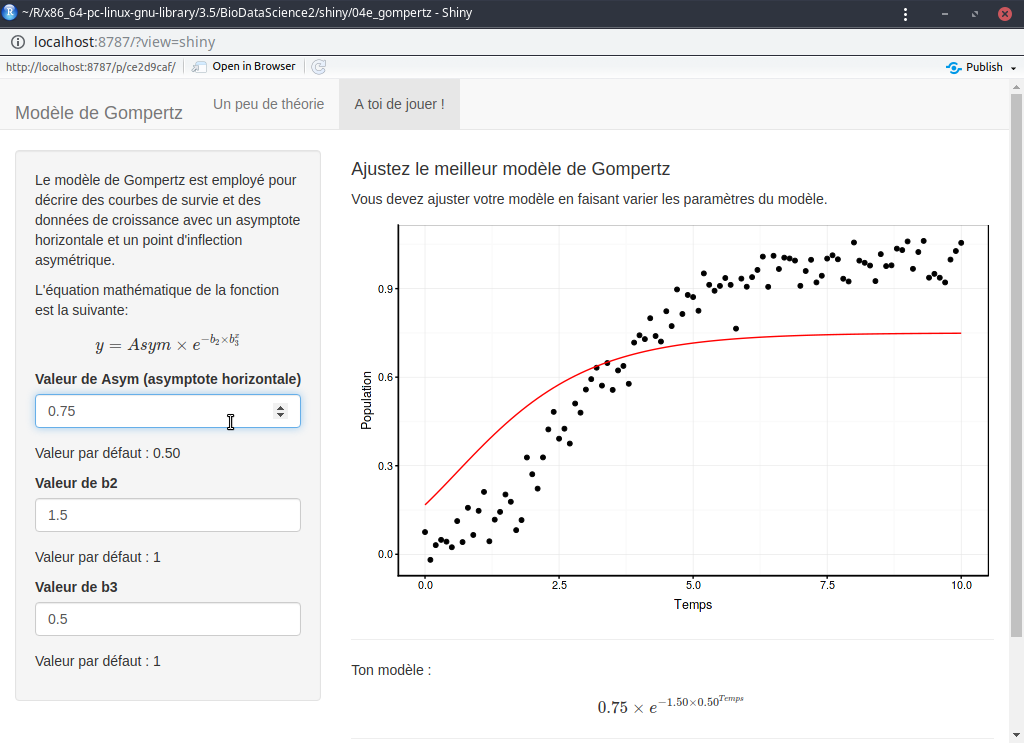 ~/R/x86_64-pc-linux-gnu-library/3.5/BioDataScience2/shiny/04e_gompertz - Shiny
localhost:8787/?view=shiny
http://localhost:8787/p/ce2d9caf/ Open in Browser Publish
Modèle de Gompertz Un peu de théorie A toi de jouer !
Le modèle de Gompertz est employé pour
décrire des courbes de survie et des
données de croissance avec un asymptote
horizontale et un point d'inflection
asymétrique.
L'équation mathématique de la fonction
est la suivante:
y = Asym × e^{-b_2×b_3^x}
Valeur de Asym (asymptote horizontale)
0.75
Valeur par défaut : 0.50
Valeur de b2
1.5
Valeur par défaut : 1
Valeur de b3
0.5
Valeur par défaut : 1
Ajustez le meilleur modèle de Gompertz
Vous devez ajuster votre modèle en faisant varier les paramètres du modèle.
Population
0.9
0.6
0.3
0.0
0.0 2.5 5.0 7.5 10.0
Temps
Ton modèle :
0.75 × e^{-1.50×0.50^{Temps}}